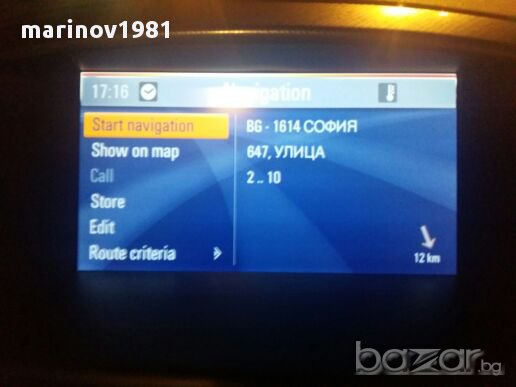 marinov1981
17:16 Navigation
Start navigation
Show on map
Call
Store
Edit
Route criteria
BG - 1614 СОФИЯ
647, УЛИЦА
2 .. 10
12 km
bazar.bg